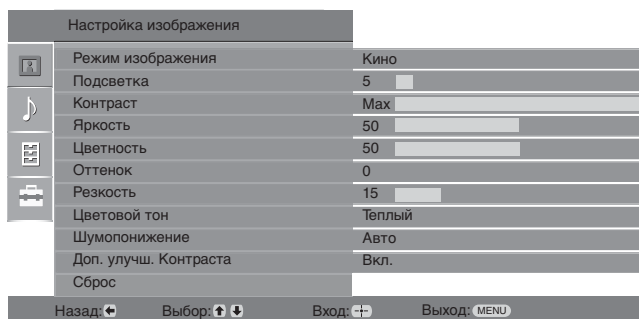 Настройка изображения
Режим изображения Кино
Подсветка 5
Контраст Max
Яркость 50
Цветность 50
Оттенок 0
Резкость 15
Цветовой тон Теплый
Шумопонижение Авто
Доп. улучш. Контраста Вкл.
Сброс
Назад: Выбор: Вход: Выход: MENU